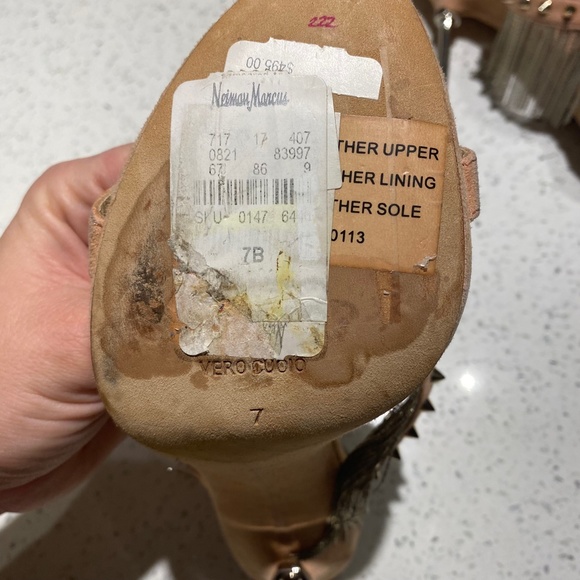 222
$495.00
Neiman Marcus
717 17 407
0821 83997
67 86 9
SKU 0147 64
7B
THER UPPER
HER LINING
THER SOLE
0113
VERO CUOIO
7